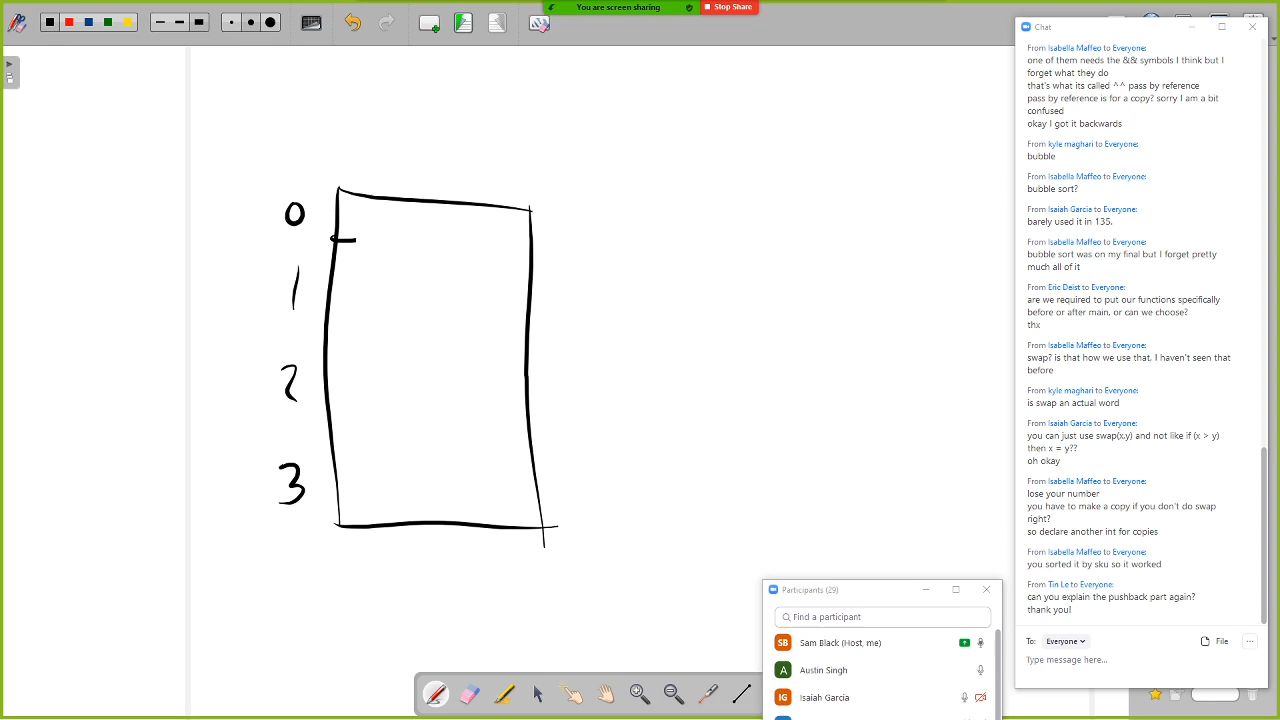 You are screen sharing
Stop Share
0
1
2
3
Chat
From Isabella Maffeo to Everyone:
one of them needs the && symbols I think but I
forget what they do
that's what its called ^^ pass by reference
pass by reference is for a copy? sorry I am a bit
confused
okay I got it backwards
From kyle maghari to Everyone:
bubble
From Isabella Maffeo to Everyone:
bubble sort?
From Isaiah Garcia to Everyone:
barely used it in 135.
From Isabella Maffeo to Everyone:
bubble sort was on my final but I forget pretty
much all of it
From Eric Deist to Everyone:
are we required to put our functions specifically
before or after main, or can we choose?
thx
From Isabella Maffeo to Everyone:
swap? is that how we use that, I haven't seen that
before
From kyle maghari to Everyone:
is swap an actual word
From Isaiah Garcia to Everyone:
you can just use swap(x,y) and not like if (x > y)
then x = y??
oh okay
From Isabella Maffeo to Everyone:
lose your number
you have to make a copy if you don't do swap
right?
so declare another int for copies
From Isabella Maffeo to Everyone:
you sorted it by sku so it worked
From Tin Le to Everyone:
can you explain the pushback part again?
thank you!
To: Everyone
File
Type message here...
Participants (29)
Find a participant
SB Sam Black (Host, me)
A Austin Singh
IG Isaiah Garcia